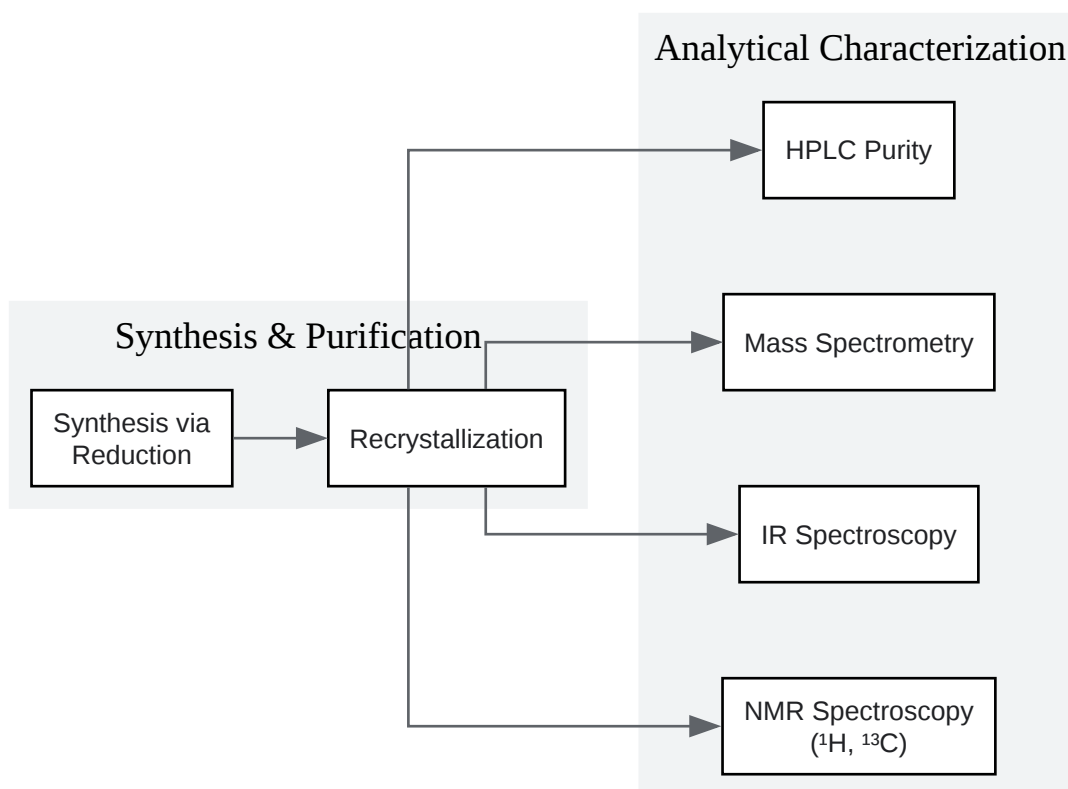 Analytical Characterization
HPLC Purity
Synthesis & Purification
Mass Spectrometry
Synthesis via
Reduction
Recrystallization
IR Spectroscopy
NMR Spectroscopy
(¹H, ¹³C)